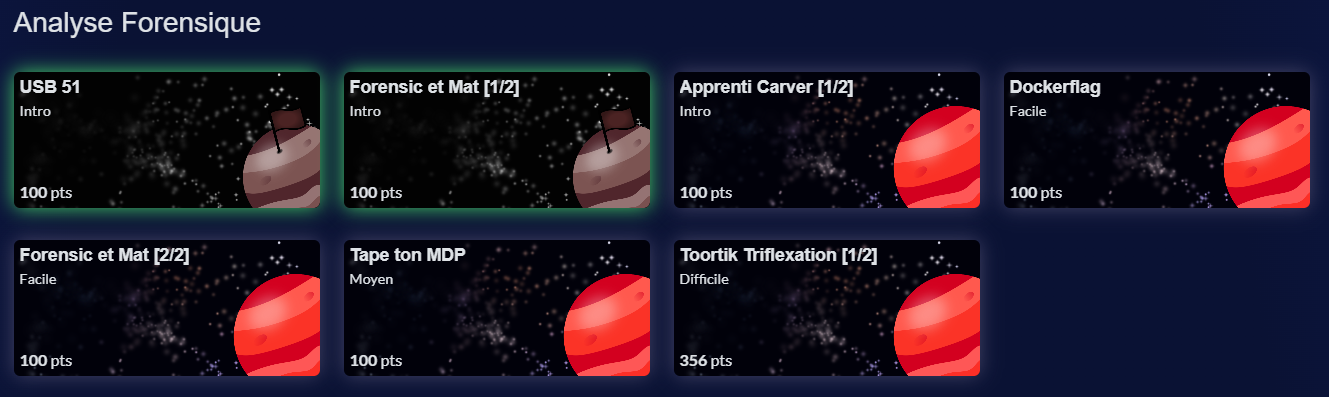 Analyse Forensique
USB 51
Intro
100 pts
Forensic et Mat [1/2]
Intro
100 pts
Apprenti Carver [1/2]
Intro
100 pts
Dockerflag
Facile
100 pts
Forensic et Mat [2/2]
Facile
100 pts
Tape ton MDP
Moyen
100 pts
Toortik Triflexation [1/2]
Difficile
356 pts